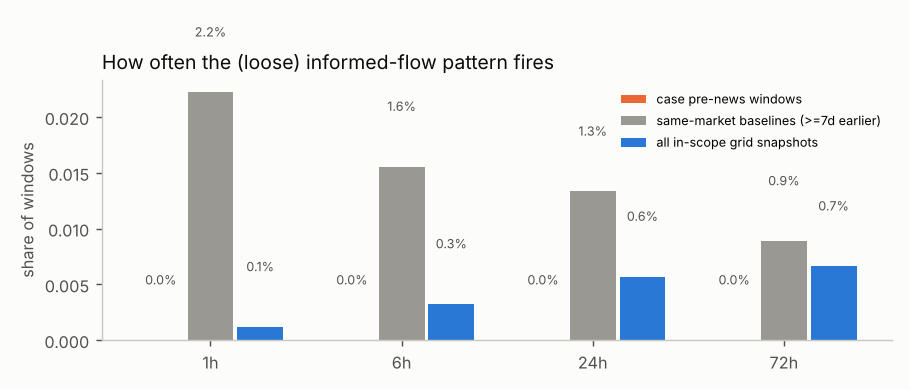 2.2%
How often the (loose) informed-flow pattern fires
case pre-news windows
same-market baselines (>=7d earlier)
all in-scope grid snapshots
share of windows
0.020
0.015
0.010
0.005
0.000
0.0%
0.1%
1.6%
0.0%
0.3%
1.3%
0.0%
0.6%
0.9%
0.0%
0.7%
1h
6h
24h
72h